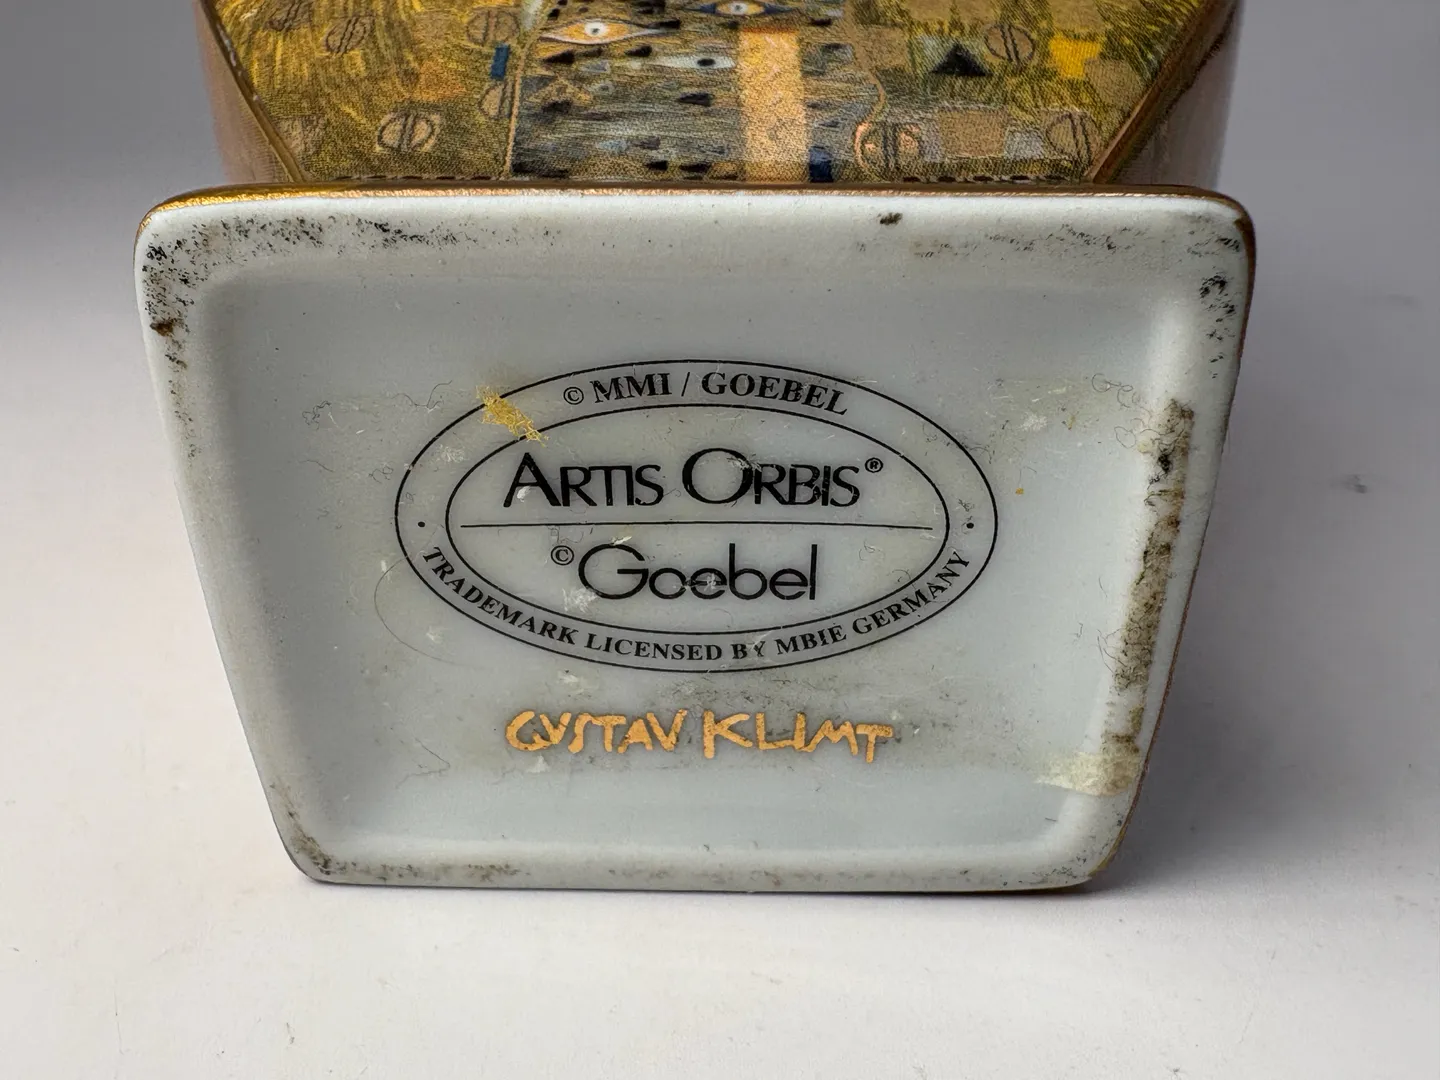 © MMI / GOEBEL
ARTIS ORBIS®
© Goebel
• TRADEMARK LICENSED BY MBIE GERMANY •
GUSTAV KLIMT